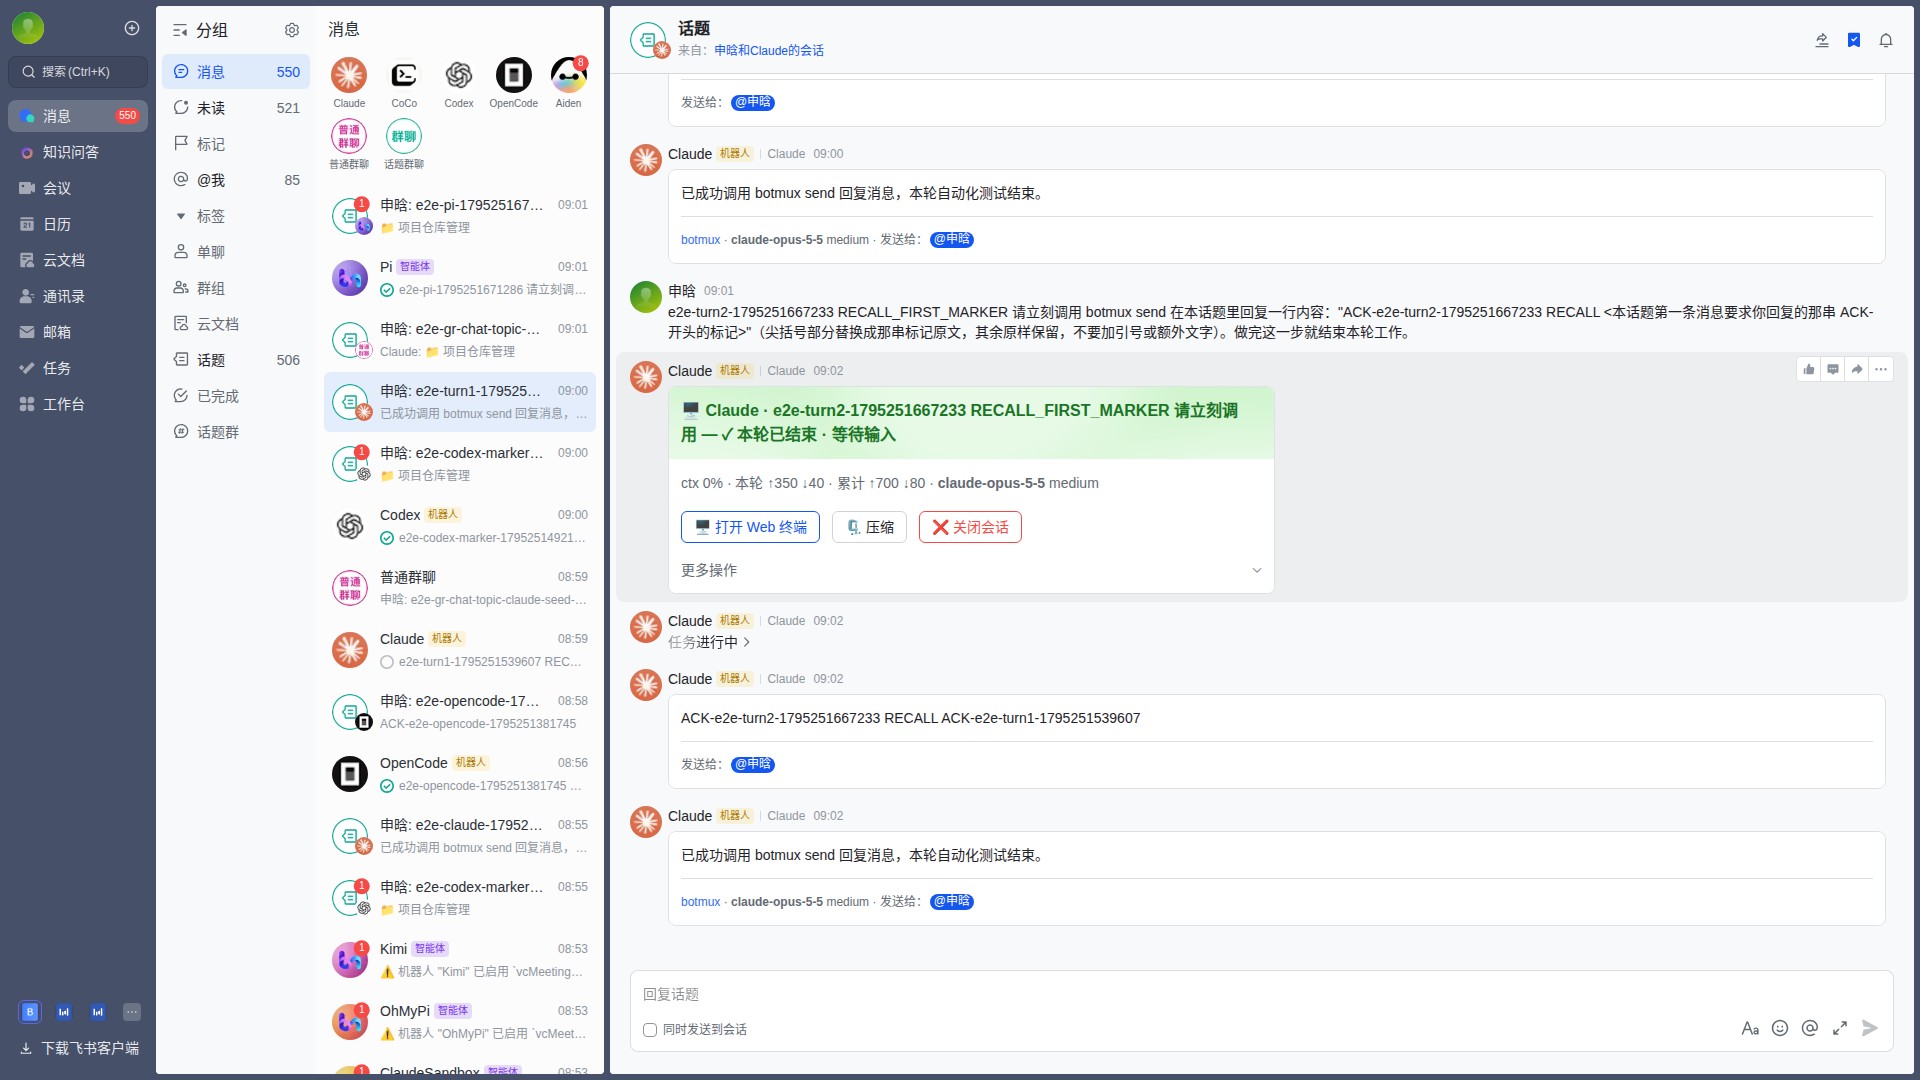 搜索 (Ctrl+K)
消息 550
知识问答
会议
31
日历
云文档
通讯录
邮箱
任务
工作台
B
下载飞书客户端
分组
消息 550
未读 521
标记
@我 85
标签
单聊
群组
云文档
话题 506
已完成
话题群
消息
8
Claude CoCo Codex OpenCode Aiden
普通群聊 群聊
普通群聊 话题群聊
1
申晗: e2e-pi-179525167… 09:01
📁 项目仓库管理
Pi 智能体 09:01
e2e-pi-1795251671286 请立刻调…
申晗: e2e-gr-chat-topic-… 09:01
Claude: 📁 项目仓库管理
申晗: e2e-turn1-179525… 09:00
已成功调用 botmux send 回复消息，…
1
申晗: e2e-codex-marker… 09:00
📁 项目仓库管理
Codex 机器人 09:00
e2e-codex-marker-17952514921…
普通群聊
普通群聊 08:59
申晗: e2e-gr-chat-topic-claude-seed-…
Claude 机器人 08:59
e2e-turn1-1795251539607 REC…
申晗: e2e-opencode-17… 08:58
ACK-e2e-opencode-1795251381745
OpenCode 机器人 08:56
e2e-opencode-1795251381745 …
申晗: e2e-claude-17952… 08:55
已成功调用 botmux send 回复消息，…
1
申晗: e2e-codex-marker… 08:55
📁 项目仓库管理
1
Kimi 智能体 08:53
⚠️ 机器人 "Kimi" 已启用 `vcMeeting…
1
OhMyPi 智能体 08:53
⚠️ 机器人 "OhMyPi" 已启用 `vcMeet…
1
ClaudeSandbox 智能体 08:53
话题
来自：申晗和Claude的会话
发送给：@申晗
Claude 机器人 | Claude 09:00
已成功调用 botmux send 回复消息，本轮自动化测试结束。
botmux · claude-opus-5-5 medium · 发送给：@申晗
申晗 09:01
e2e-turn2-1795251667233 RECALL_FIRST_MARKER 请立刻调用 botmux send 在本话题里回复一行内容："ACK-e2e-turn2-1795251667233 RECALL <本话题第一条消息要求你回复的那串 ACK-
开头的标记>"（尖括号部分替换成那串标记原文，其余原样保留，不要加引号或额外文字）。做完这一步就结束本轮工作。
Claude 机器人 | Claude 09:02
🖥️ Claude · e2e-turn2-1795251667233 RECALL_FIRST_MARKER 请立刻调
用 — ✓ 本轮已结束 · 等待输入
ctx 0% · 本轮 ↑350 ↓40 · 累计 ↑700 ↓80 · claude-opus-5-5 medium
🖥️ 打开 Web 终端 🗜️ 压缩 ❌ 关闭会话
更多操作
Claude 机器人 | Claude 09:02
任务进行中
Claude 机器人 | Claude 09:02
ACK-e2e-turn2-1795251667233 RECALL ACK-e2e-turn1-1795251539607
发送给：@申晗
Claude 机器人 | Claude 09:02
已成功调用 botmux send 回复消息，本轮自动化测试结束。
botmux · claude-opus-5-5 medium · 发送给：@申晗
回复话题
同时发送到会话
Aa